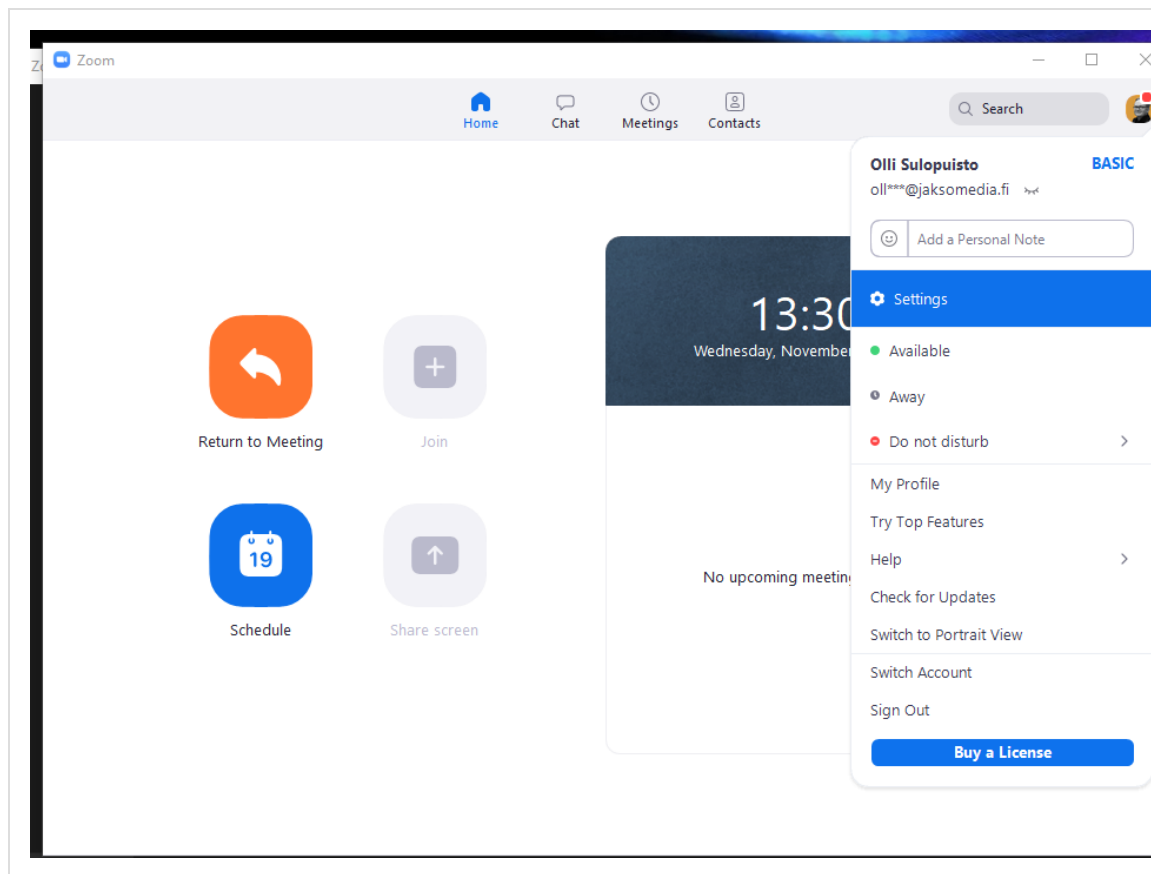 Zoom
Home
Chat
Meetings
Contacts
Search
Olli Sulopuisto
BASIC
oll***@jaksomedia.fi
Add a Personal Note
Settings
13:30
Wednesday, November
Available
Away
Return to Meeting
Join
Do not disturb
My Profile
Try Top Features
19
Help
No upcoming meeting
Check for Updates
Schedule
Share screen
Switch to Portrait View
Switch Account
Sign Out
Buy a License